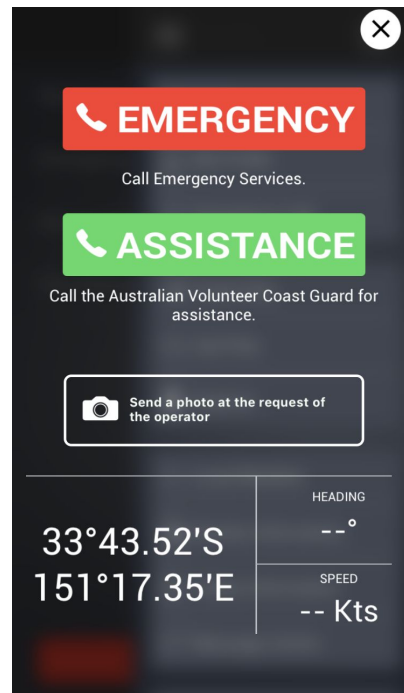 EMERGENCY
Call Emergency Services.
ASSISTANCE
Call the Australian Volunteer Coast Guard for
assistance.
Send a photo at the request of
the operator
33°43.52'S
151°17.35'E
HEADING
--°
SPEED
-- Kts